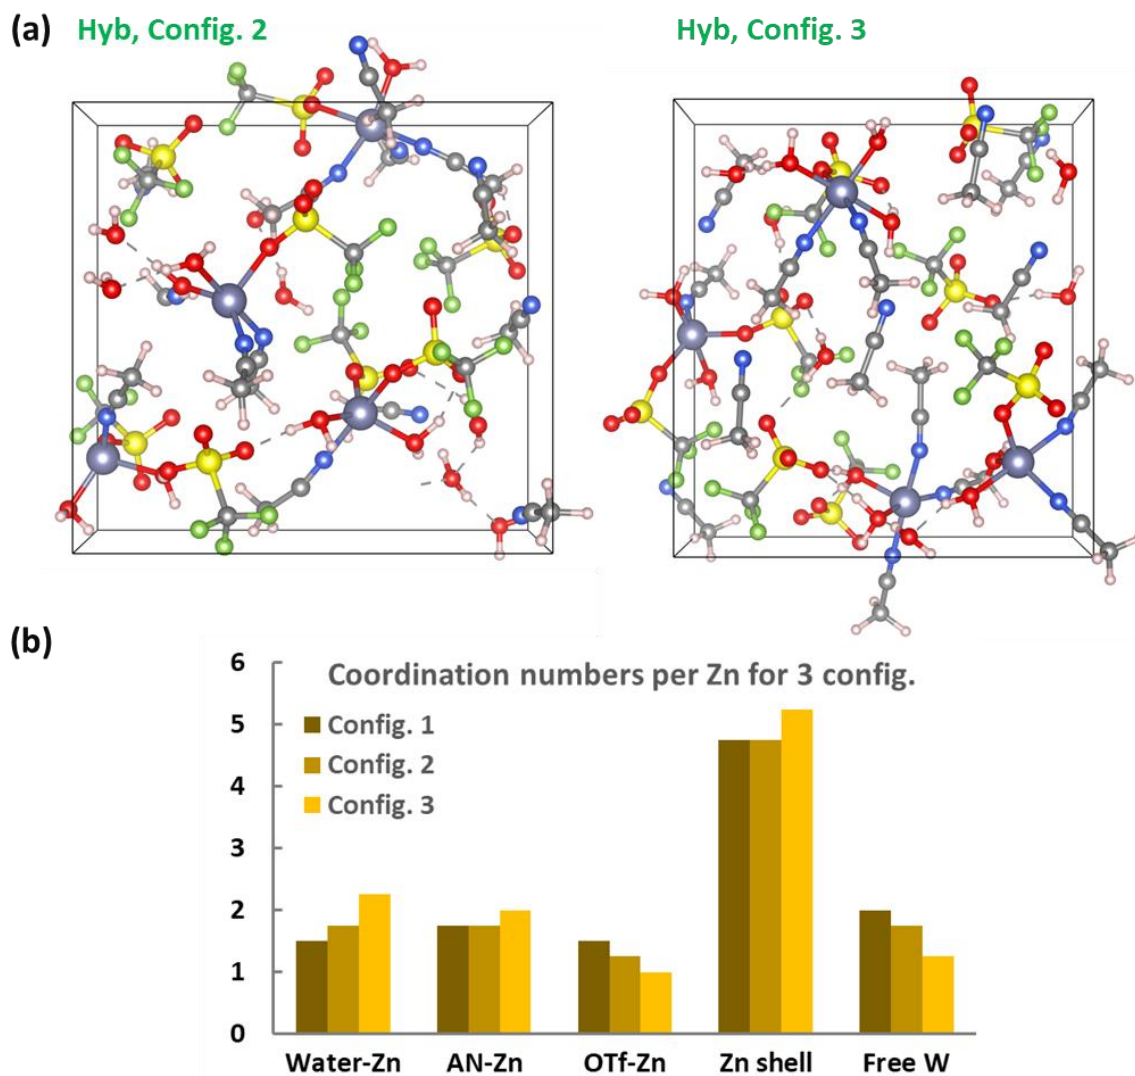 (a) Hyb, Config. 2
Hyb, Config. 3
(b)
Coordination numbers per Zn for 3 config.
Config. 1
Config. 2
Config. 3
6
5
4
3
2
1
0
Water-Zn AN-Zn OTf-Zn Zn shell Free W